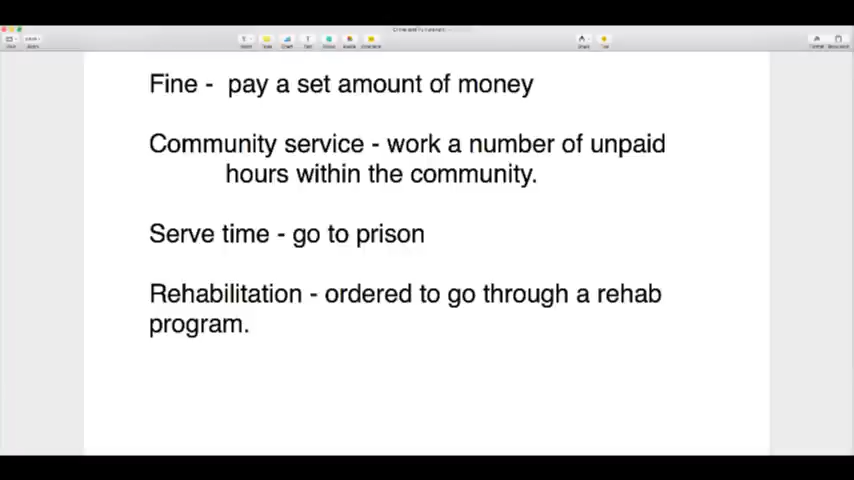 Fine - pay a set amount of money
Community service - work a number of unpaid
hours within the community.
Serve time - go to prison
Rehabilitation - ordered to go through a rehab
program.